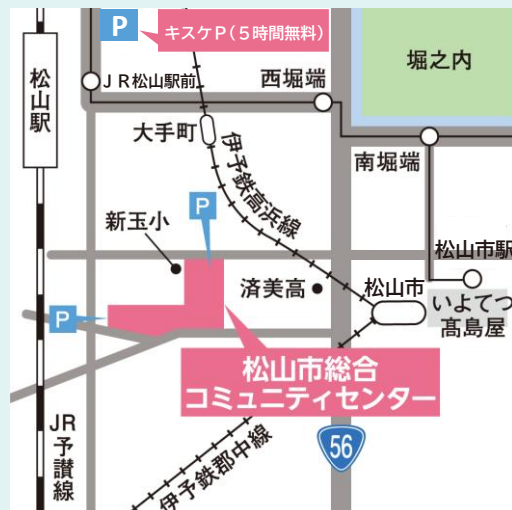 P
キスケP(5時間無料)
堀之内
松山駅
JR松山駅前
西堀端
大手町
南堀端
伊予鉄高浜線
P
新玉小
松山市駅
済美高
松山市
いよてつ
髙島屋
P
松山市総合
コミュニティセンター
JR予讃線
56
伊予鉄郡中線